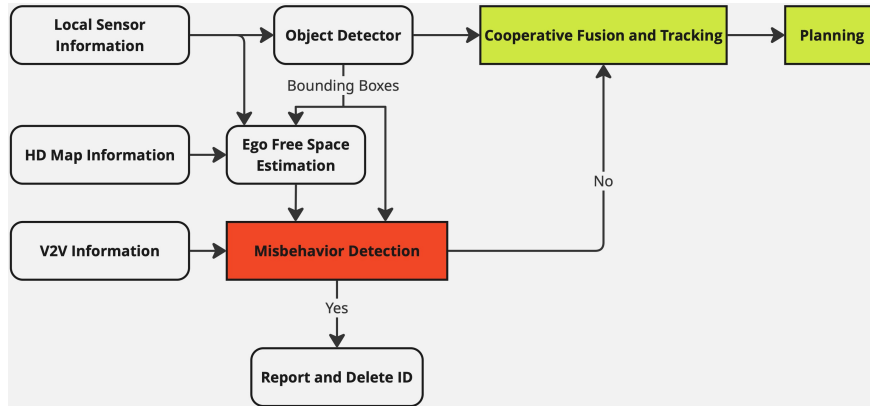 Local Sensor
Information
Object Detector
Cooperative Fusion and Tracking
Planning
Bounding Boxes
HD Map Information
Ego Free Space
Estimation
No
V2V Information
Misbehavior Detection
Yes
Report and Delete ID